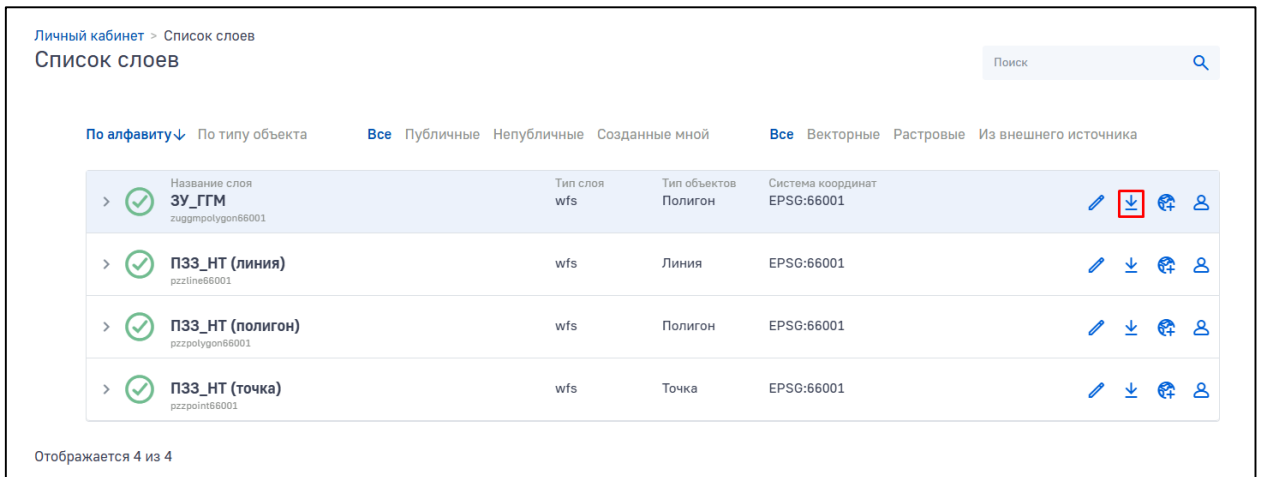 Личный кабинет > Список слоев
Список слоев
Поиск
По алфавиту↓ По типу объекта Все Публичные Непубличные Созданные мной Все Векторные Растровые Из внешнего источника
Название слоя Тип слоя Тип объектов Система координат
ЗУ_ГГМ wfs Полигон EPSG:66001
zuggmpolygon66001
ПЗЗ_НТ (линия) wfs Линия EPSG:66001
pzzline66001
ПЗЗ_НТ (полигон) wfs Полигон EPSG:66001
pzzpolygon66001
ПЗЗ_НТ (точка) wfs Точка EPSG:66001
pzzpoint66001
Отображается 4 из 4